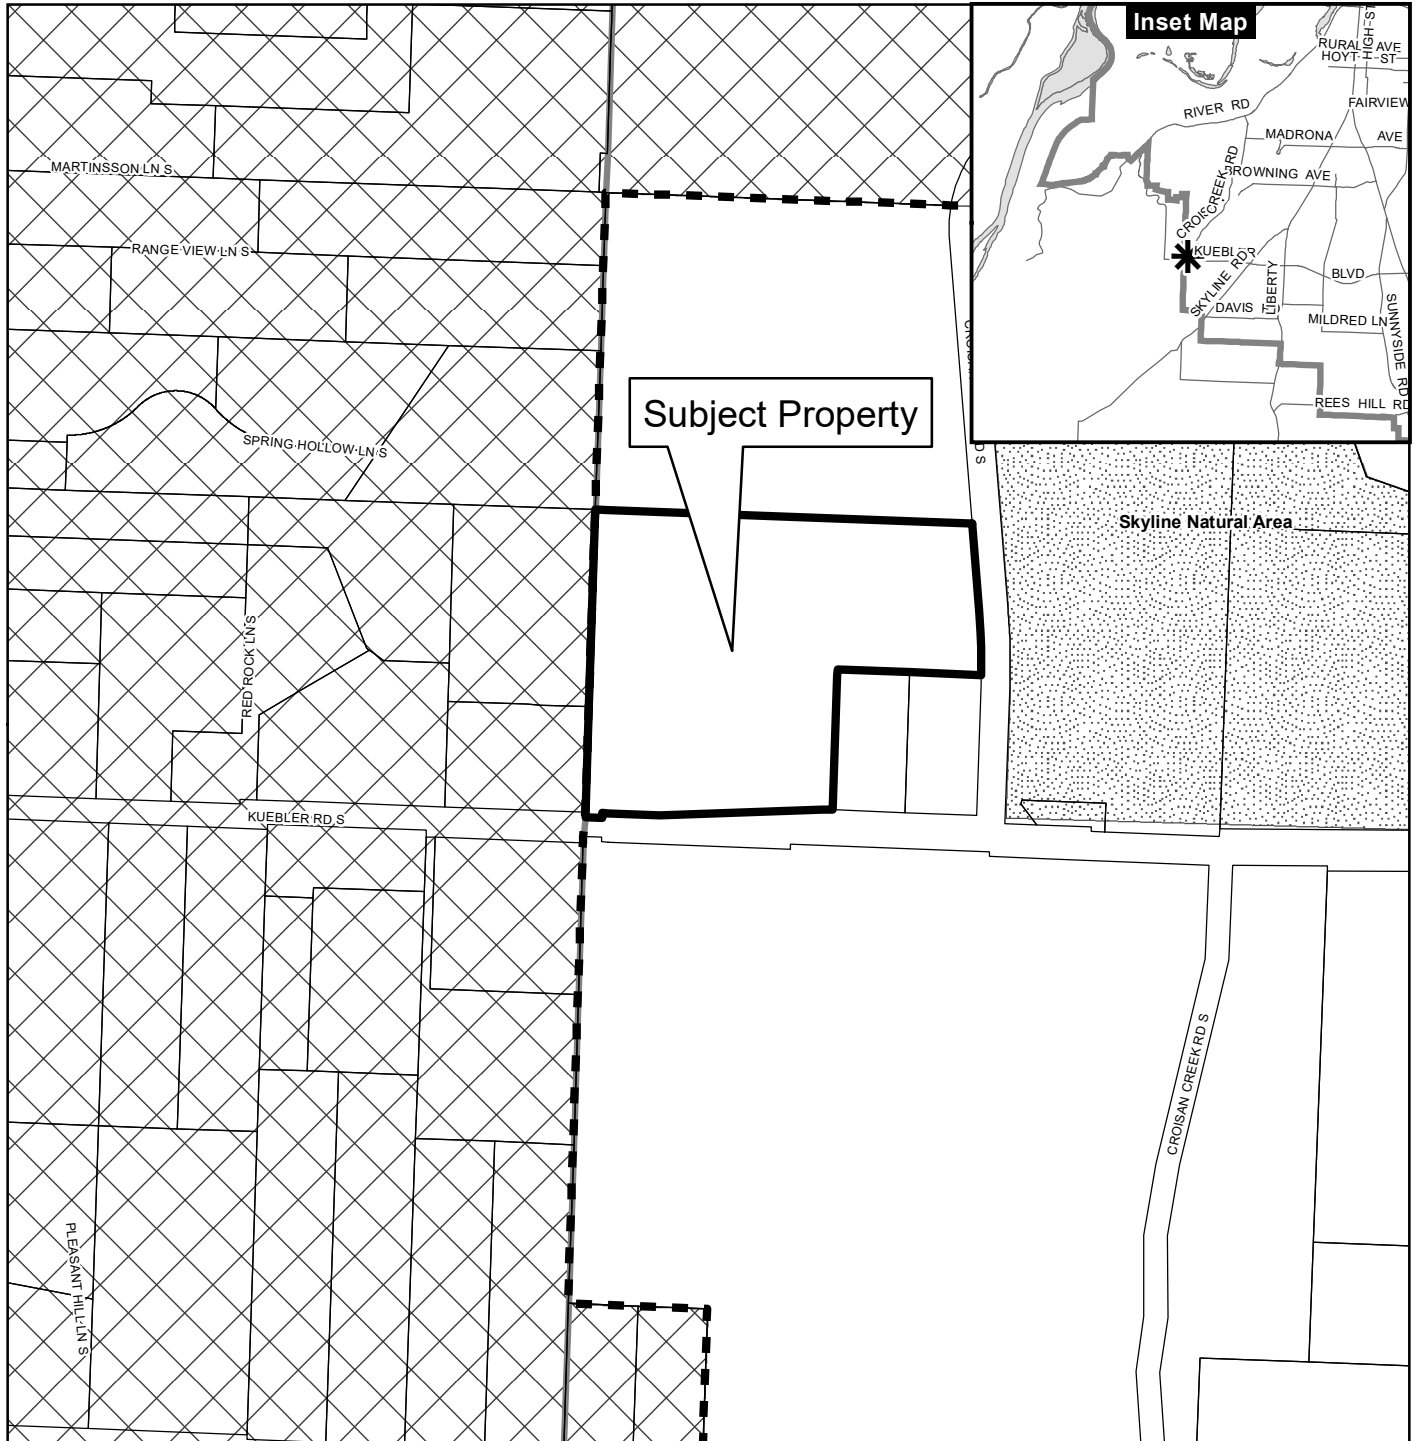 Inset Map
RURAL AVE
HOYT ST
HIGH ST
FAIRVIEW
RIVER RD
MADRONA AVE
CREEK RD
BROWNING AVE
KUEBLER BLVD
SKYLINE RD
LIBERTY
DAVIS
MILDRED LN
SUNNYSIDE RD
REES HILL RD
MARTINSSON LN S
RANGE VIEW LN S
SPRING HOLLOW LN S
Subject Property
D S
Skyline Natural Area
RED ROCK LN S
KUEBLER RD S
CROISAN CREEK RD S
PLEASANT HILL LN S